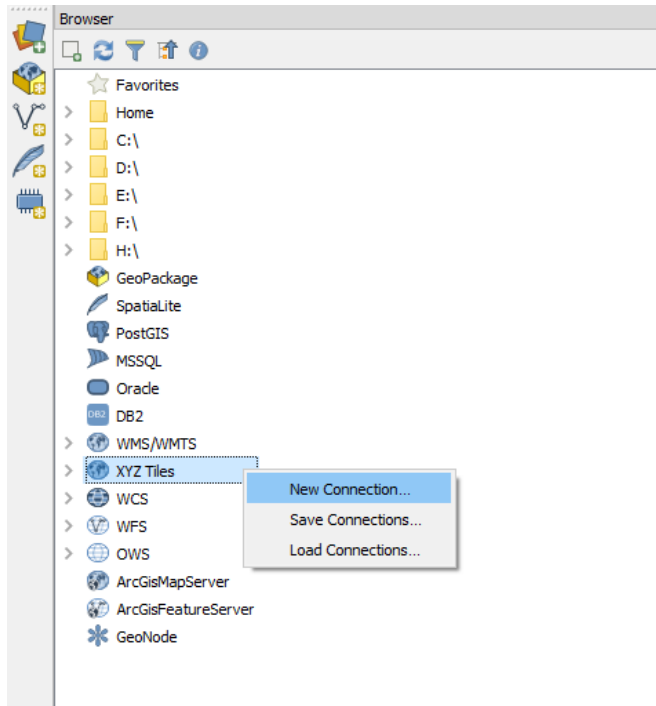 Browser
Favorites
Home
C:\
D:\
E:\
F:\
H:\
GeoPackage
SpatiaLite
PostGIS
MSSQL
Oracle
DB2 DB2
WMS/WMTS
XYZ Tiles
New Connection...
WCS
Save Connections...
WFS
Load Connections...
OWS
ArcGisMapServer
ArcGisFeatureServer
GeoNode